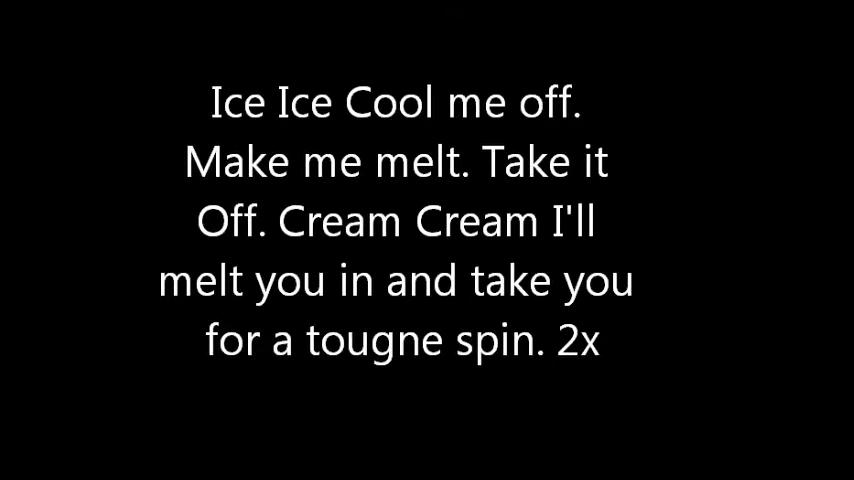 Ice Ice Cool me off.
Make me melt. Take it
Off. Cream Cream I'll
melt you in and take you
for a tougne spin. 2x